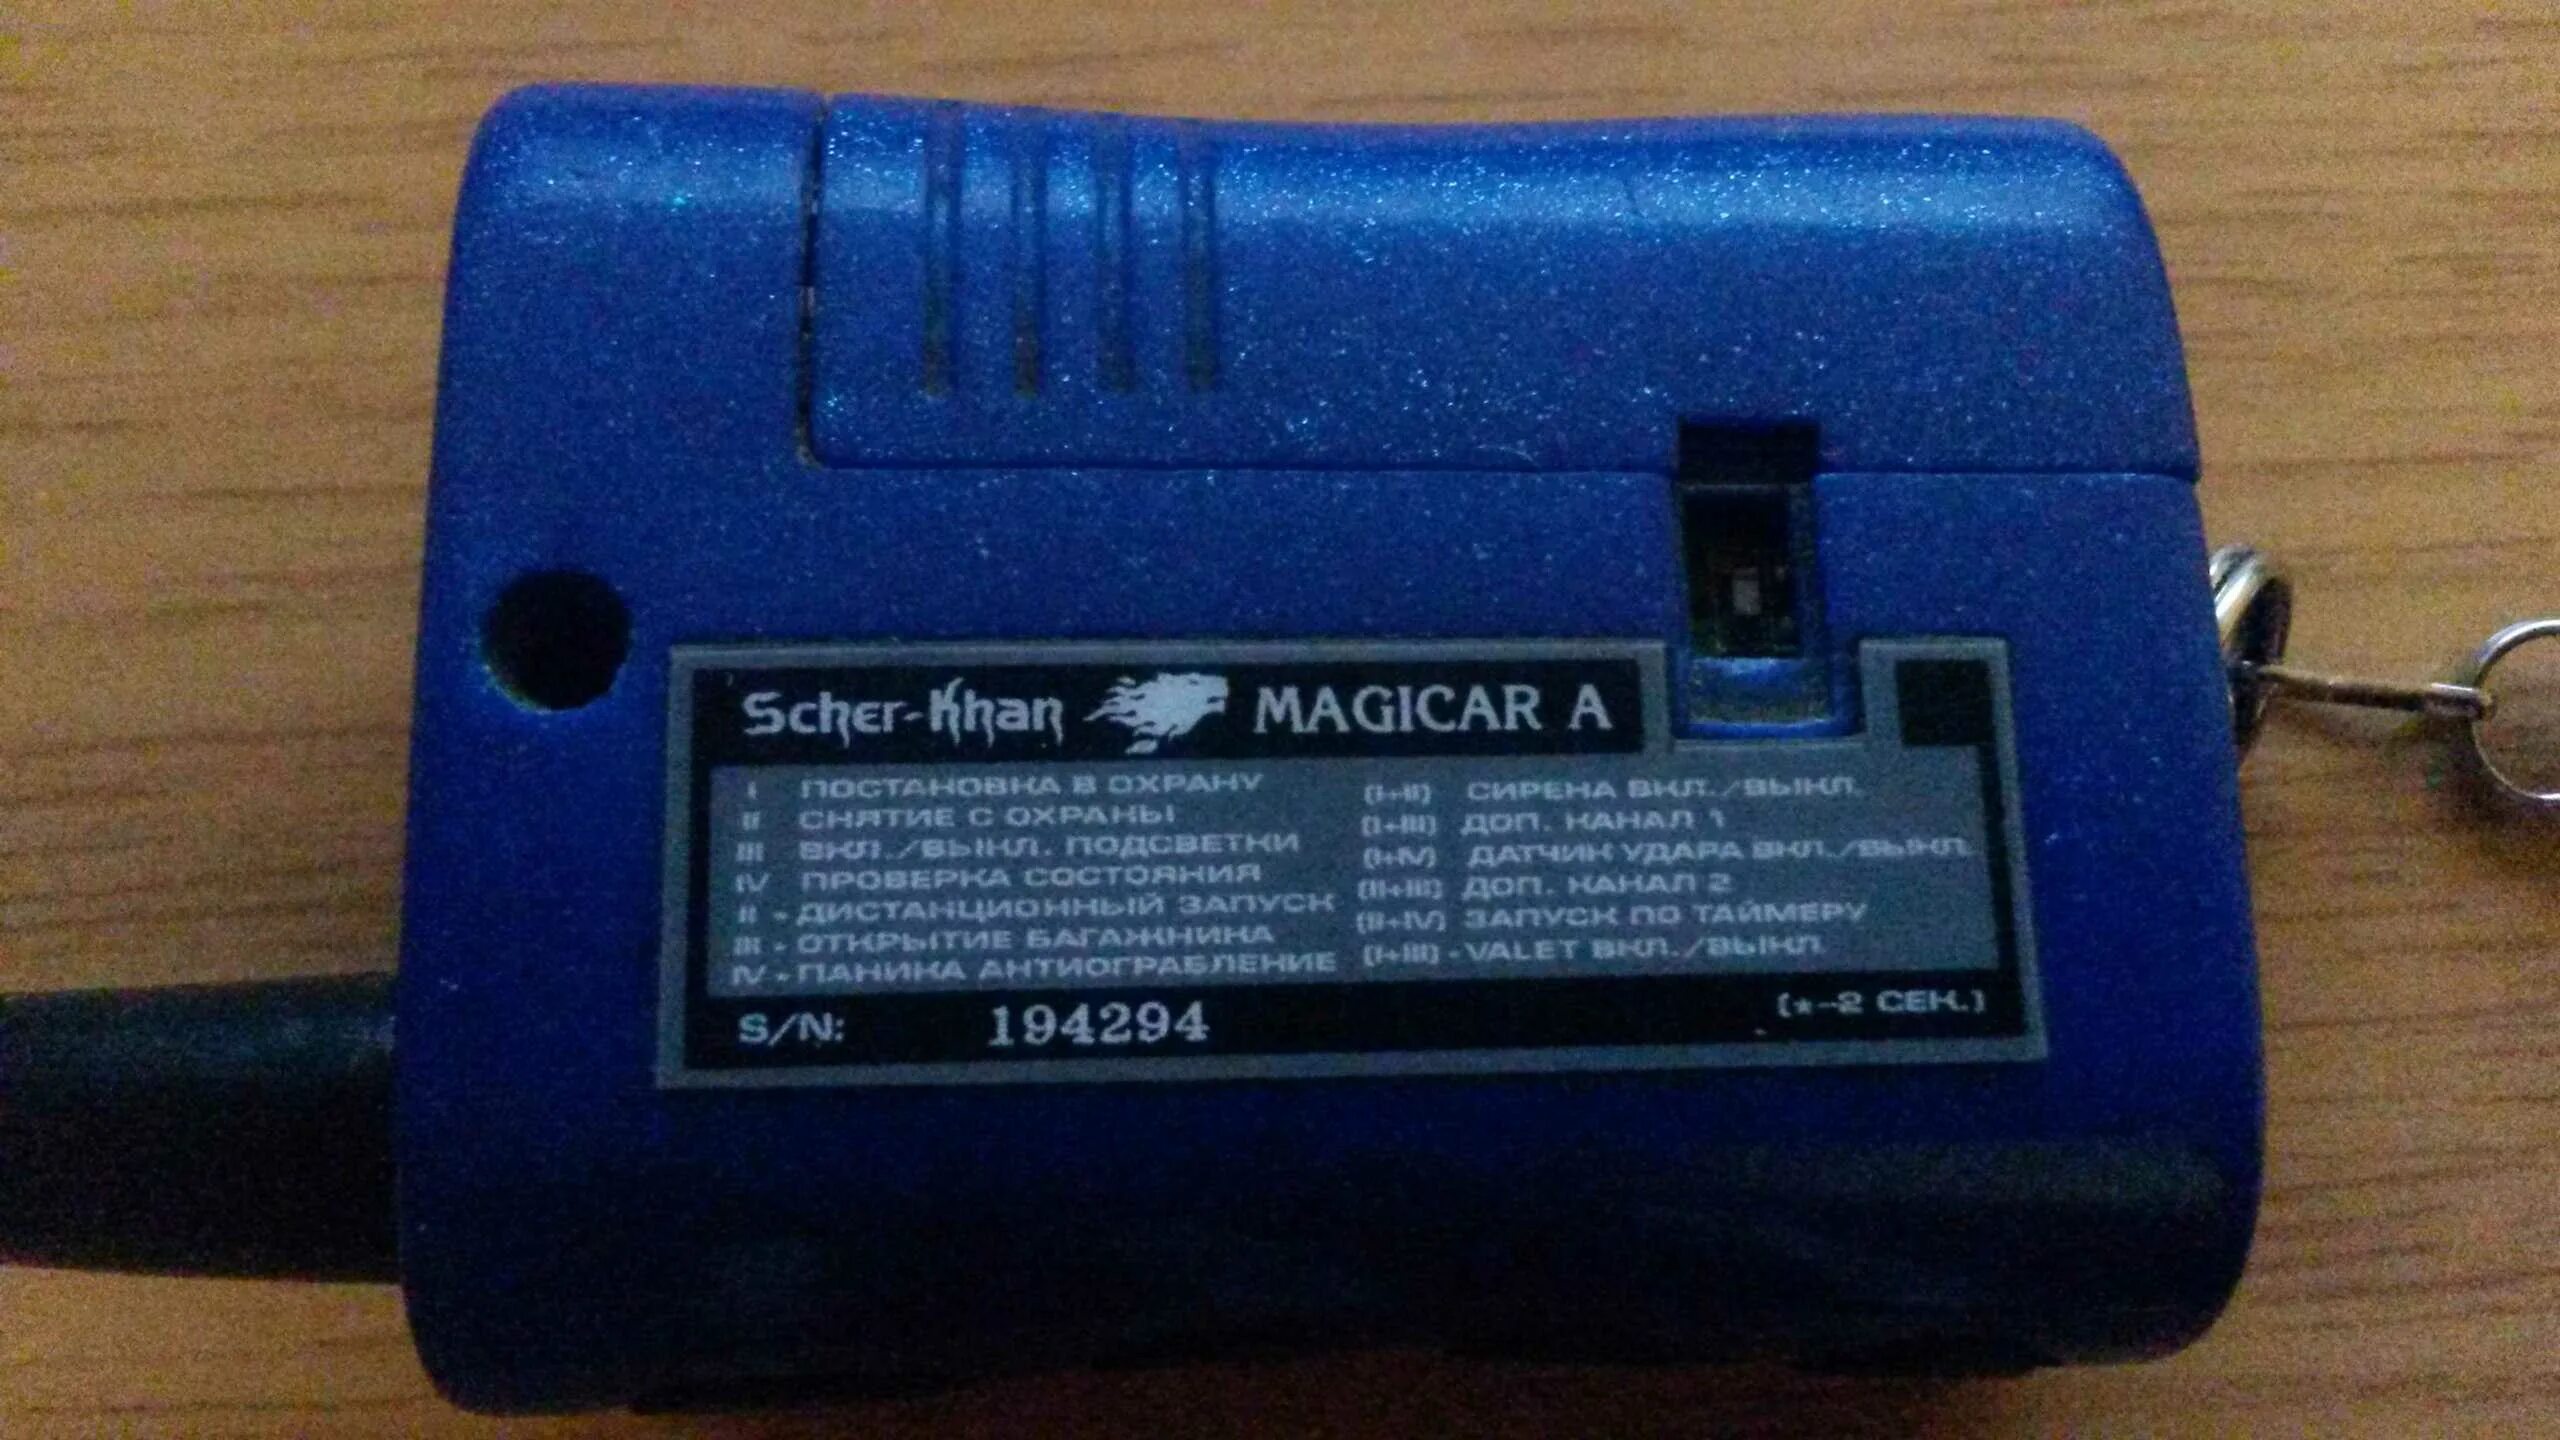 Scher-Khan MAGICAR A
I ПОСТАНОВКА В ОХРАНУ
II СНЯТИЕ С ОХРАНЫ
III ВКЛ./ВЫКЛ. ПОДСВЕТКИ
IV ПРОВЕРКА СОСТОЯНИЯ
II * ДИСТАНЦИОННЫЙ ЗАПУСК
III * ОТКРЫТИЕ БАГАЖНИКА
IV * ПАНИКА АНТИОГРАБЛЕНИЕ
(I+II) СИРЕНА ВКЛ./ВЫКЛ.
(I+III) ДОП. КАНАЛ 1
(I+IV) ДАТЧИК УДАРА ВКЛ./ВЫКЛ.
(II+III) ДОП. КАНАЛ 2
(II+IV) ЗАПУСК ПО ТАЙМЕРУ
(I+III) * VALET ВКЛ./ВЫКЛ.
S/N: 194294
(*-2 СЕК.)